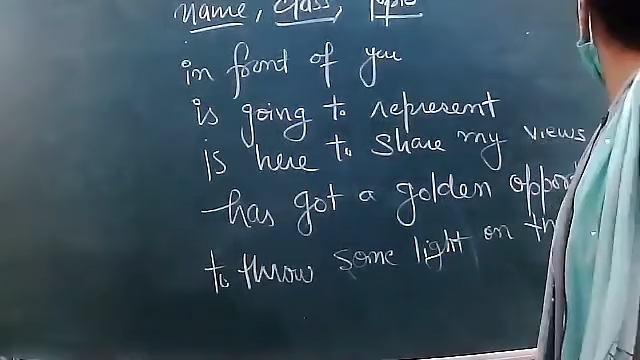 name, class, topic
in front of you
is going to represent
is here to share my views
has got a golden
to throw some light on